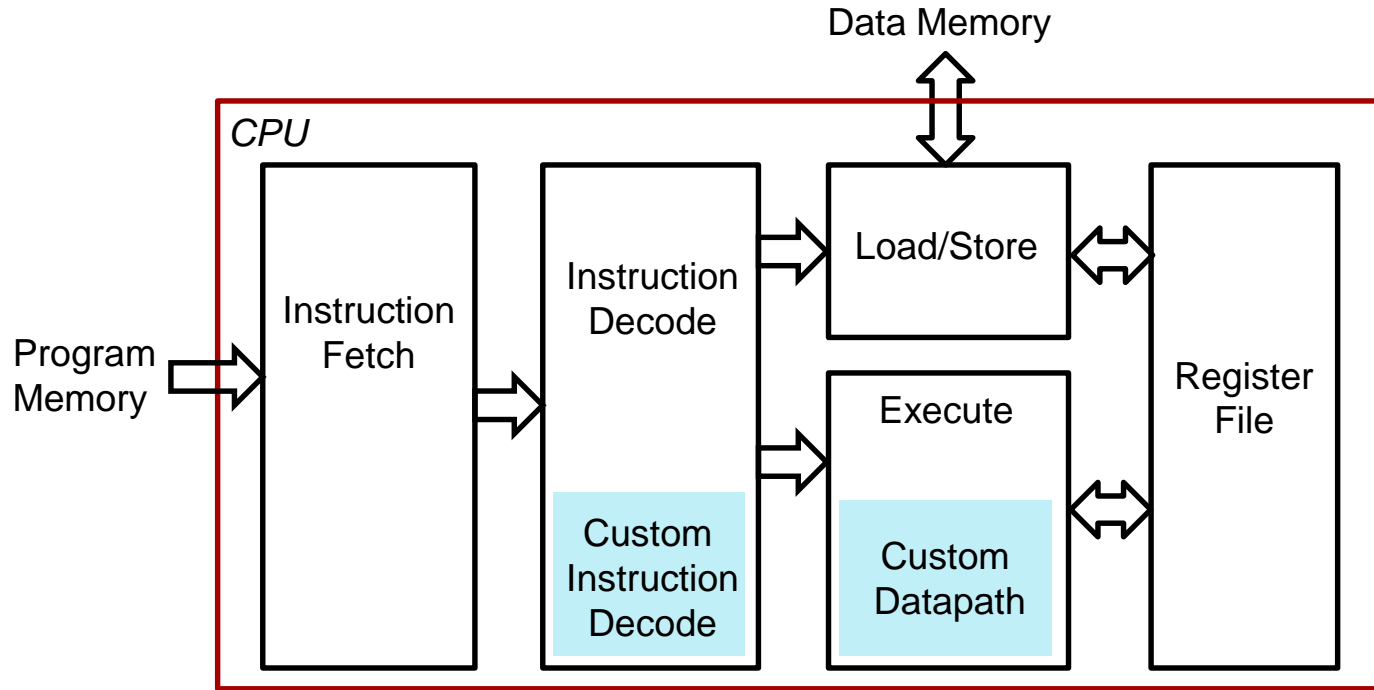 Data Memory
CPU
Program
Memory
Instruction
Fetch
Instruction
Decode
Custom
Instruction
Decode
Load/Store
Execute
Custom
Datapath
Register
File